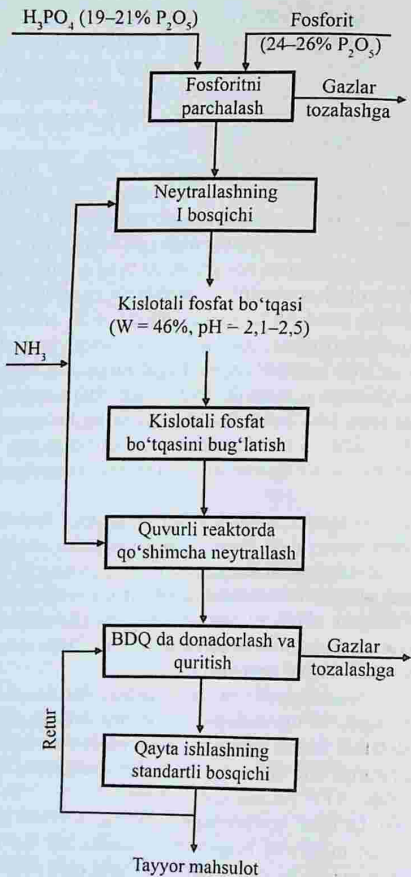 H₃PO₄ (19–21% P₂O₅)
Fosforit
(24–26% P₂O₅)
Fosforitni
parchalash
Gazlar
tozalashga
Neytrallashning
I bosqichi
Kislotali fosfat bo‘tqasi
(W = 46%, pH = 2,1–2,5)
NH₃
Kislotali fosfat
bo‘tqasini bug‘latish
Quvurli reaktorda
qo‘shimcha neytrallash
BDQ da donadorlash va
quritish
Gazlar
tozalashga
Retur
Qayta ishlashning
standartli bosqichi
Tayyor mahsulot